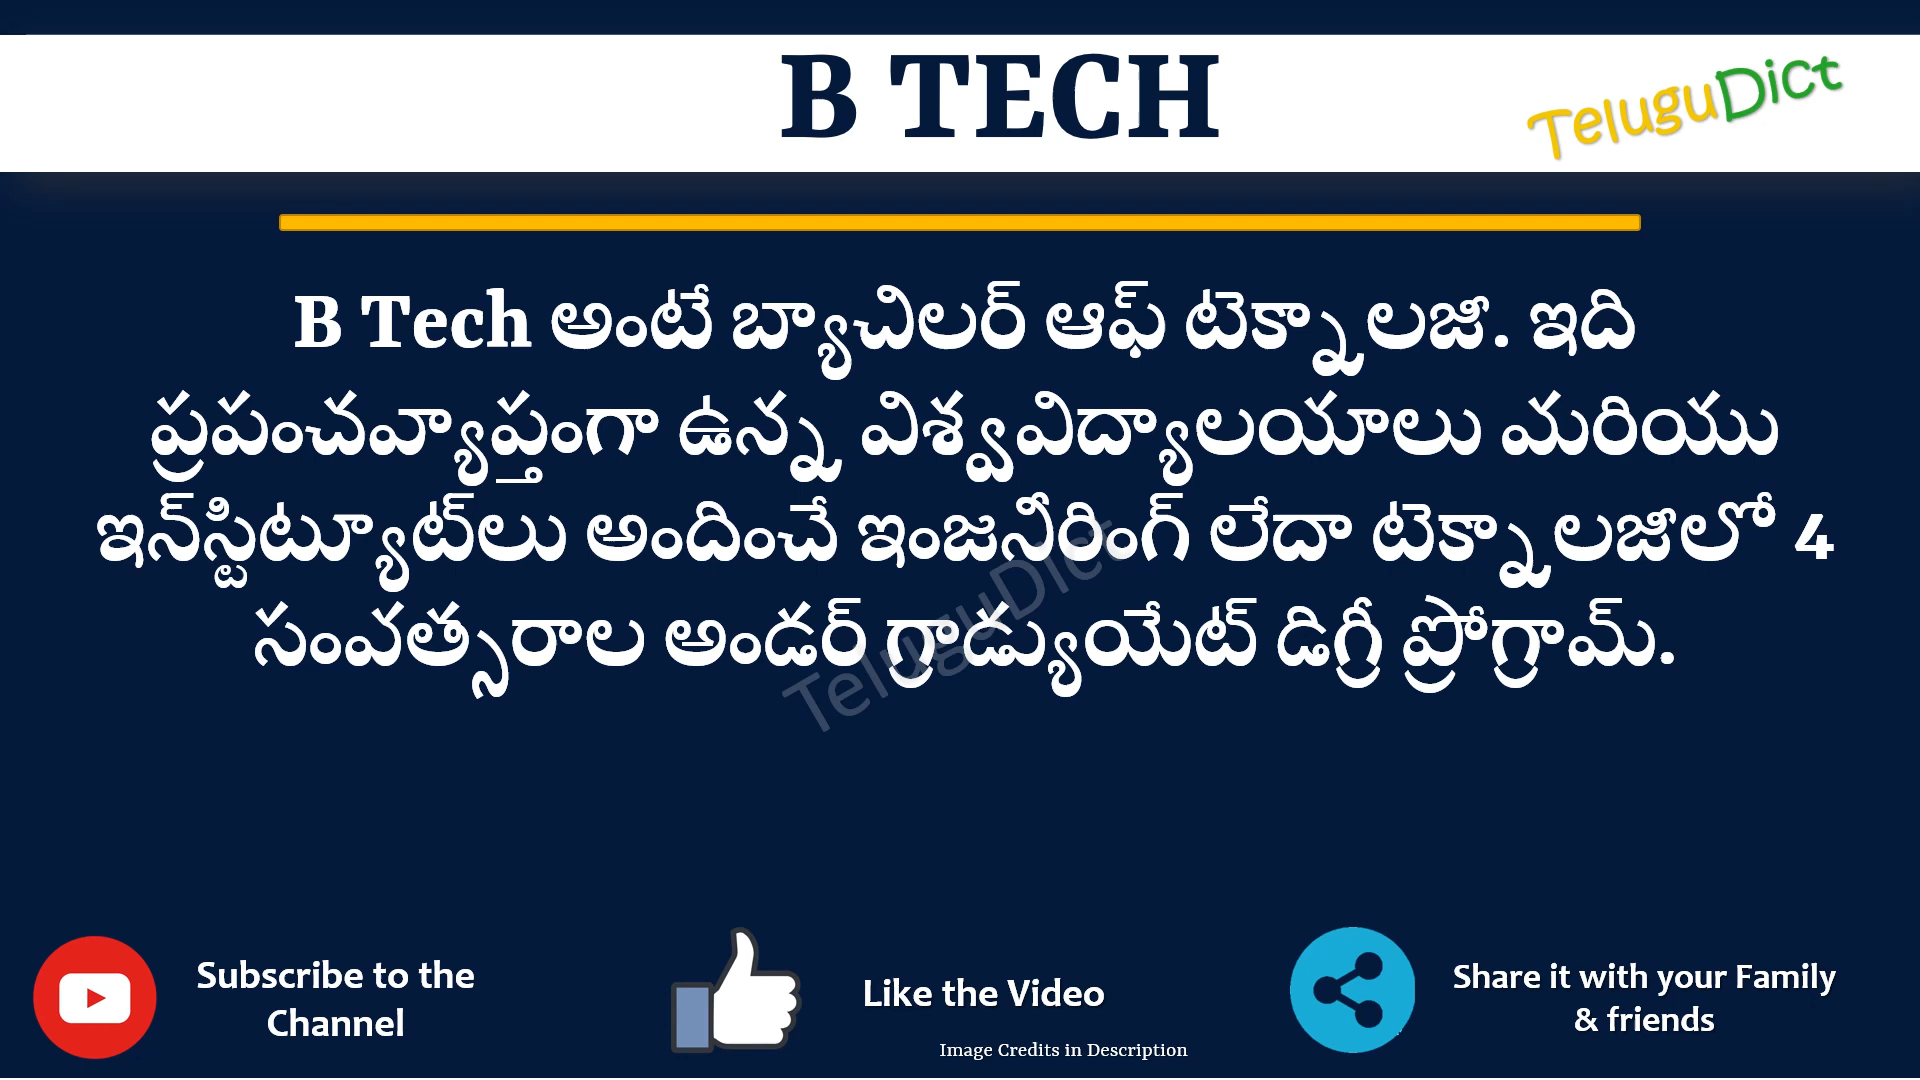 B TECH
TeluguDict
B Tech అంటే బ్యాచిలర్ ఆఫ్ టెక్నాలజీ. ఇది
ప్రపంచవ్యాప్తంగా ఉన్న విశ్వవిద్యాలయాలు మరియు
ఇన్‌స్టిట్యూట్‌లు అందించే ఇంజనీరింగ్ లేదా టెక్నాలజీలో 4
సంవత్సరాల అండర్ గ్రాడ్యుయేట్ డిగ్రీ ప్రోగ్రామ్.
TeluguDict
Subscribe to the
Channel
Like the Video
Share it with your Family
& friends
Image Credits in Description